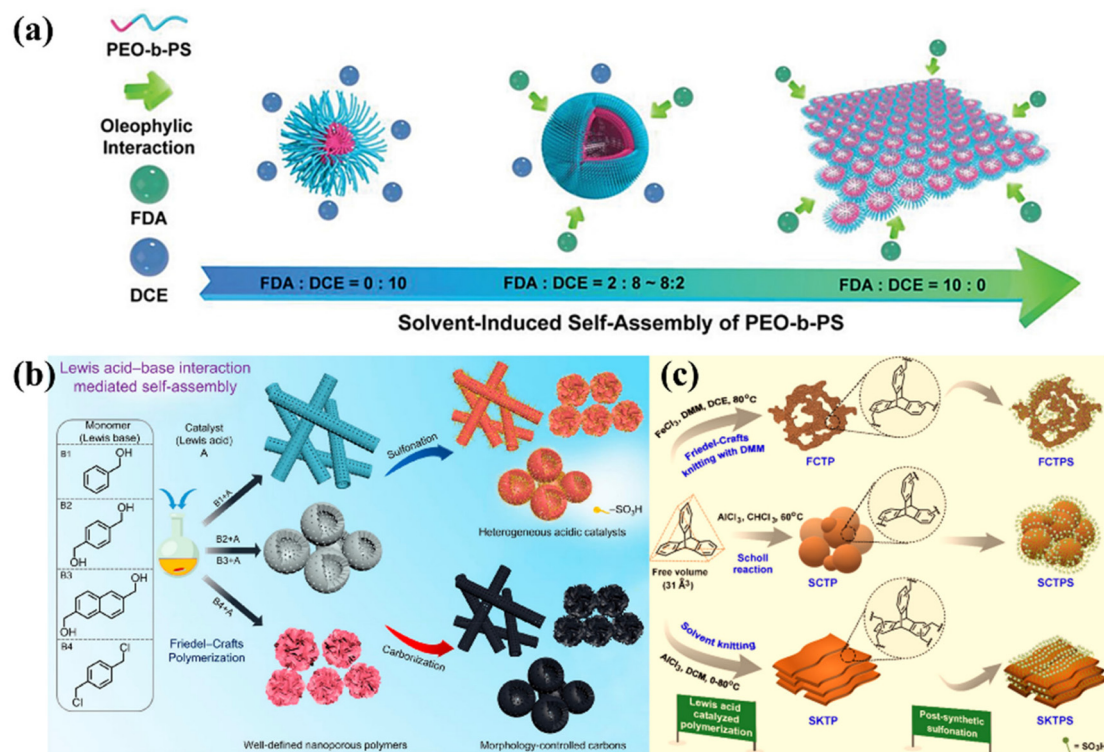 (a)
PEO-b-PS
Oleophylic
Interaction
FDA
DCE
FDA : DCE = 0 : 10
FDA : DCE = 2 : 8 ~ 8:2
FDA : DCE = 10 : 0
Solvent-Induced Self-Assembly of PEO-b-PS
(b)
Lewis acid–base interaction
mediated self-assembly
Monomer
(Lewis base)
Catalyst
(Lewis acid)
A
B1
OH
B2
OH
OH
B3
OH
OH
B4
Cl
Cl
B1+A
B2+A
B3+A
B4+A
Friedel–Crafts
Polymerization
Sulfonation
–SO₃H
Heterogeneous acidic catalysts
Carbonization
Well-defined nanoporous polymers
Morphology-controlled carbons
(c)
FeCl₃, DMM, DCE, 80°C
Friedel-Crafts
knitting with DMM
FCTP
FCTPS
Free volume
(31 Å³)
AlCl₃, CHCl₃, 60°C
Scholl
reaction
SCTP
SCTPS
Solvent knitting
AlCl₃, DCM, 0-80°C
SKTP
SKTPS
Lewis acid
catalyzed
polymerization
Post-synthetic
sulfonation
= SO₃H